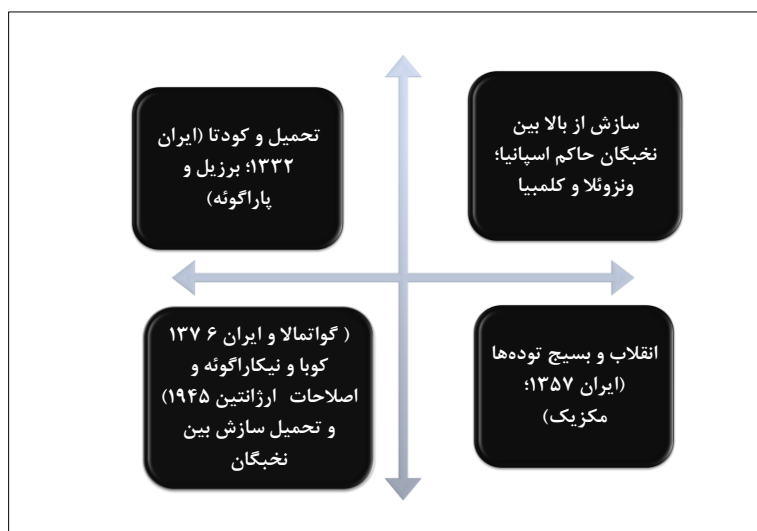 سازش از بالا بین
نخبگان حاکم اسپانیا؛
ونزوئلا و کلمبیا
تحمیل و کودتا (ایران
۱۳۳۲؛ برزیل و
پاراگوئه)
انقلاب و بسیج توده‌ها
(ایران ۱۳۵۷؛
مکزیک)
( گواتمالا و ایران ۶ ۱۳۷
کوبا و نیکاراگوئه و
اصلاحات ارژانتین ۱۹۴۵)
و تحمیل سازش بین
نخبگان